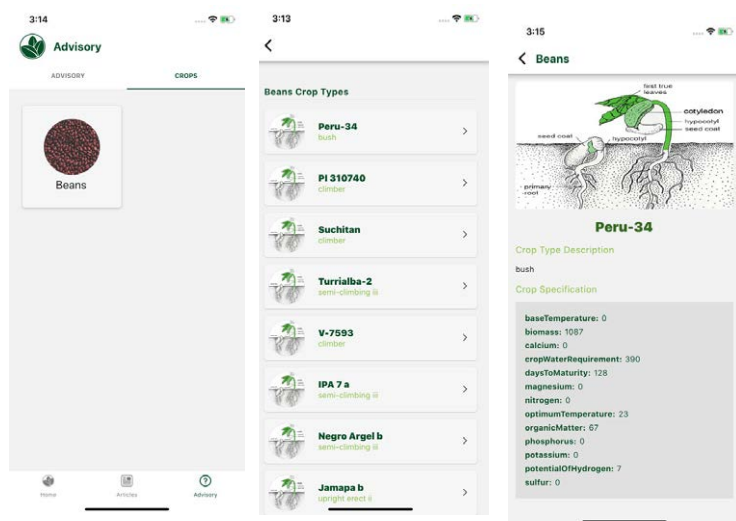 3:14
Advisory
ADVISORY
CROPS
Beans
Home
Articles
Advisory
3:13
Beans Crop Types
Peru-34
bush
PI 310740
climber
Suchitan
climber
Turrialba-2
semi-climbing iii
V-7593
climber
IPA 7 a
semi-climbing iii
Negro Argel b
semi-climbing iii
Jamapa b
upright erect ii
3:15
Beans
first true
leaves
cotyledon
hypocotyl
seed coat
seed coat
hypocotyl
primary
root
Peru-34
Crop Type Description
bush
Crop Specification
baseTemperature: 0
biomass: 1087
calcium: 0
cropWaterRequirement: 390
daysToMaturity: 128
magnesium: 0
nitrogen: 0
optimumTemperature: 23
organicMatter: 67
phosphorus: 0
potassium: 0
potentialOfHydrogen: 7
sulfur: 0